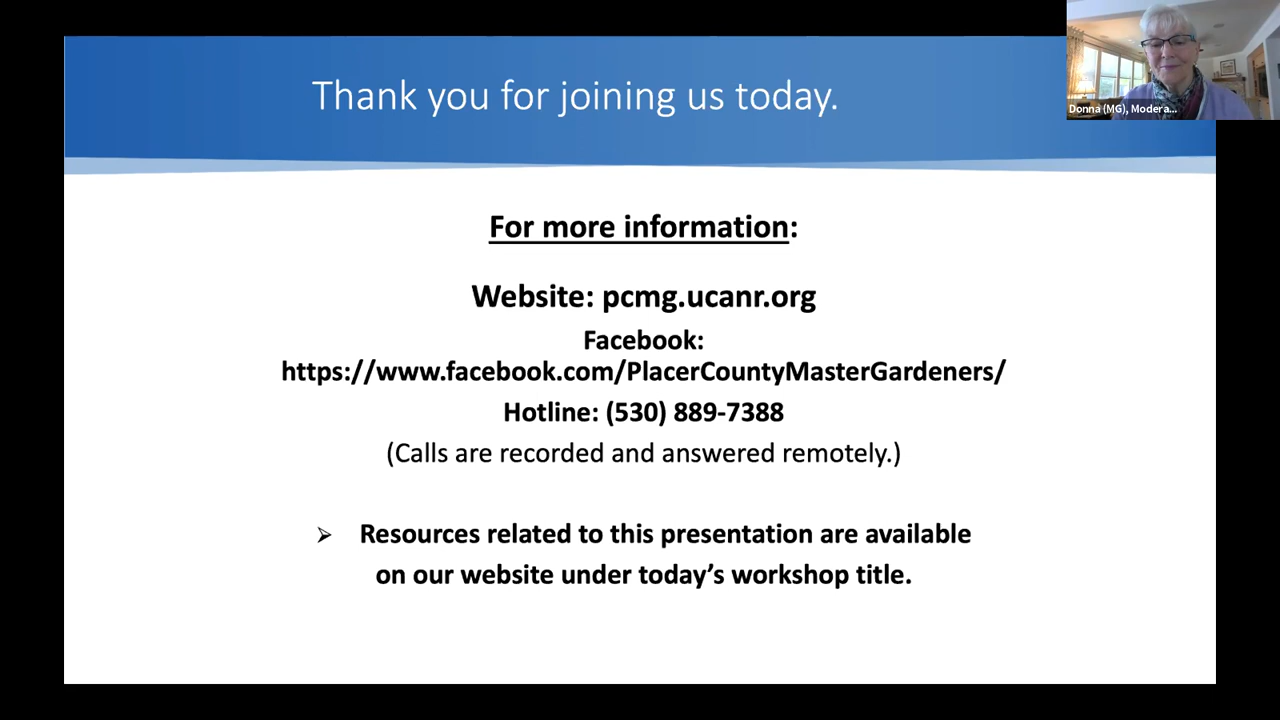 Thank you for joining us today.
Donna (MG), Modera...
For more information:
Website: pcmg.ucanr.org
Facebook:
https://www.facebook.com/PlacerCountyMasterGardeners/
Hotline: (530) 889-7388
(Calls are recorded and answered remotely.)
➢ Resources related to this presentation are available
on our website under today’s workshop title.